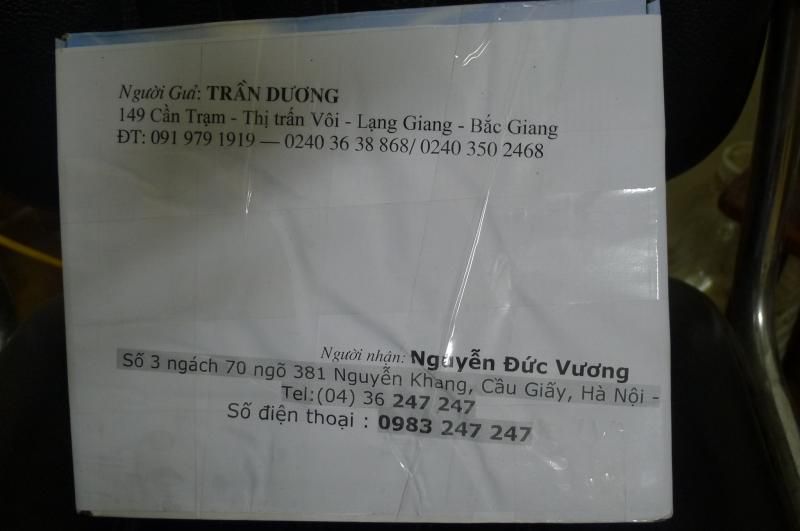 Người Gửi: TRẦN DƯƠNG
149 Cần Trạm - Thị trấn Vôi - Lạng Giang - Bắc Giang
ĐT: 091 979 1919 — 0240 36 38 868/ 0240 350 2468
Người nhận: Nguyễn Đức Vương
Số 3 ngách 70 ngõ 381 Nguyễn Khang, Cầu Giấy, Hà Nội -
Tel:(04) 36 247 247
Số điện thoại : 0983 247 247